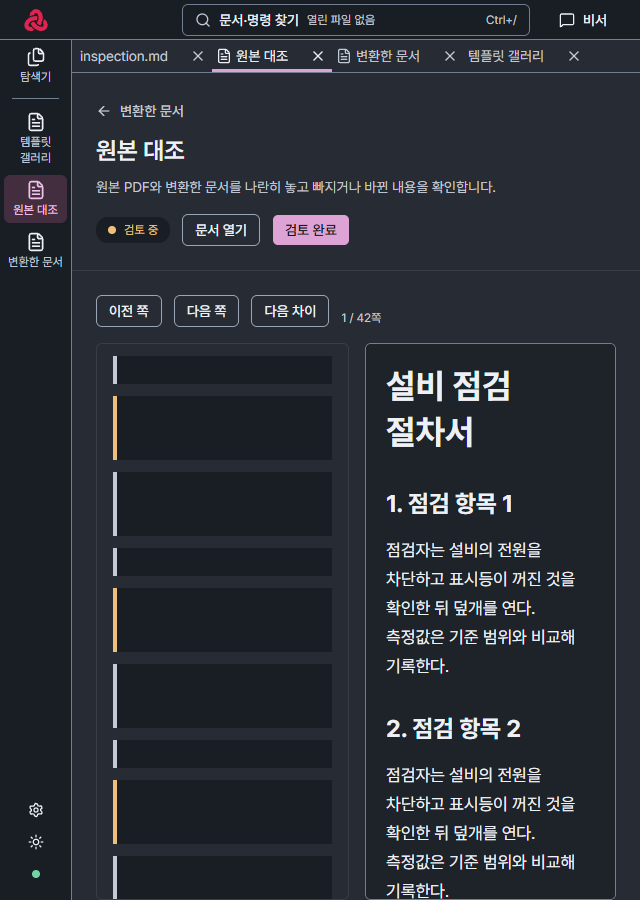 문서·명령 찾기 열린 파일 없음 Ctrl+/
비서
탐색기
템플릿
갤러리
원본 대조
변환한 문서
inspection.md
원본 대조
변환한 문서
템플릿 갤러리
변환한 문서
원본 대조
원본 PDF와 변환한 문서를 나란히 놓고 빠지거나 바뀐 내용을 확인합니다.
검토 중
문서 열기
검토 완료
이전 쪽
다음 쪽
다음 차이
1 / 42쪽
설비 점검
절차서
1. 점검 항목 1
점검자는 설비의 전원을
차단하고 표시등이 꺼진 것을
확인한 뒤 덮개를 연다.
측정값은 기준 범위와 비교해
기록한다.
2. 점검 항목 2
점검자는 설비의 전원을
차단하고 표시등이 꺼진 것을
확인한 뒤 덮개를 연다.
측정값은 기준 범위와 비교해
기록한다.